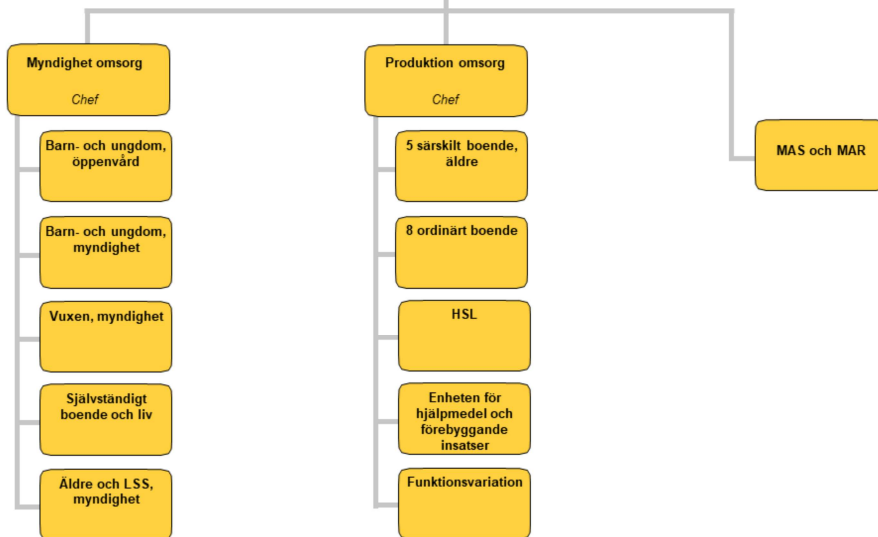 Myndighet omsorg
Chef
Barn- och ungdom,
öppenvård
Barn- och ungdom,
myndighet
Vuxen, myndighet
Självständigt
boende och liv
Äldre och LSS,
myndighet
Produktion omsorg
Chef
5 särskilt boende,
äldre
8 ordinärt boende
HSL
Enheten för
hjälpmedel och
förebyggande
insatser
Funktionsvariation
MAS och MAR